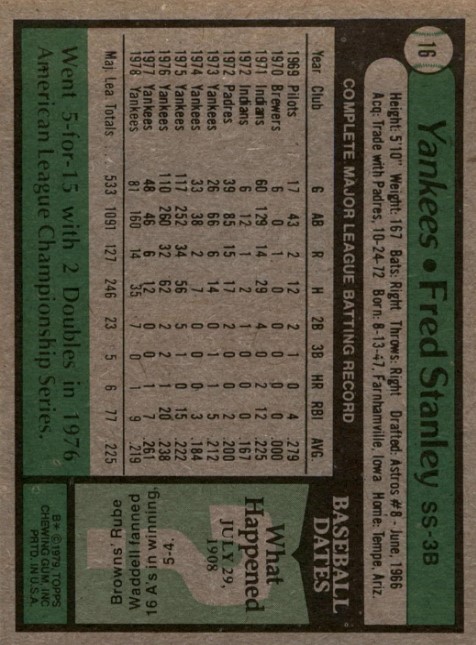 16
Yankees • Fred Stanley SS-3B
Height: 5'10" Weight: 167 Bats: Right Throws: Right Drafted: Astros #8 - June, 1966
Acq: Trade with Padres, 10-24-72 Born: 8-13-47, Farnhamville, Iowa Home: Tempe, Ariz.
COMPLETE MAJOR LEAGUE BATTING RECORD
Year Club G AB R H 2B 3B HR RBI AVG.
1969 Pilots 17 43 2 12 2 1 0 4 .279
1970 Brewers 6 0 1 0 0 0 0 0 .000
1971 Indians 60 129 14 29 4 0 2 12 .225
1972 Indians 6 12 1 2 1 0 0 0 .167
1972 Padres 39 85 15 17 2 0 0 2 .200
1973 Yankees 26 66 6 14 0 1 1 5 .212
1974 Yankees 33 38 2 7 0 0 0 3 .184
1975 Yankees 117 252 34 56 5 1 0 15 .222
1976 Yankees 110 260 32 62 2 2 1 20 .238
1977 Yankees 48 46 6 12 0 0 1 7 .261
1978 Yankees 81 160 14 35 7 0 1 9 .219
Maj. Lea Totals 533 1091 127 246 23 5 6 77 .225
Went 5-for-15 with 2 Doubles in 1976
American League Championship Series.
BASEBALL
DATES
What
Happened
JULY 29,
1908
Browns Rube
Waddell fanned
16 A's in winning,
5-4.
B* © 1979 TOPPS
CHEWING GUM, INC.
PRTD. IN U.S.A.